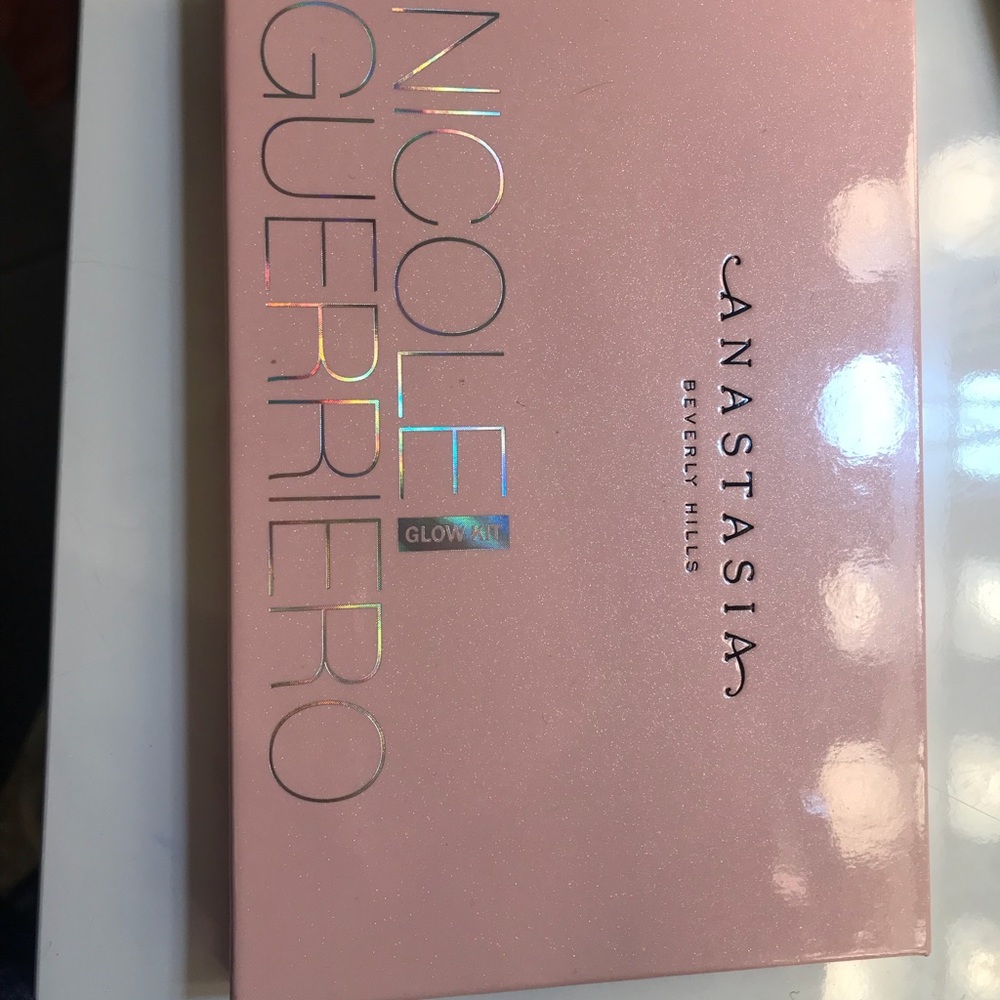 ANASTASIA
BEVERLY HILLS
NICOLE
GLOW KIT
GUERRIERO